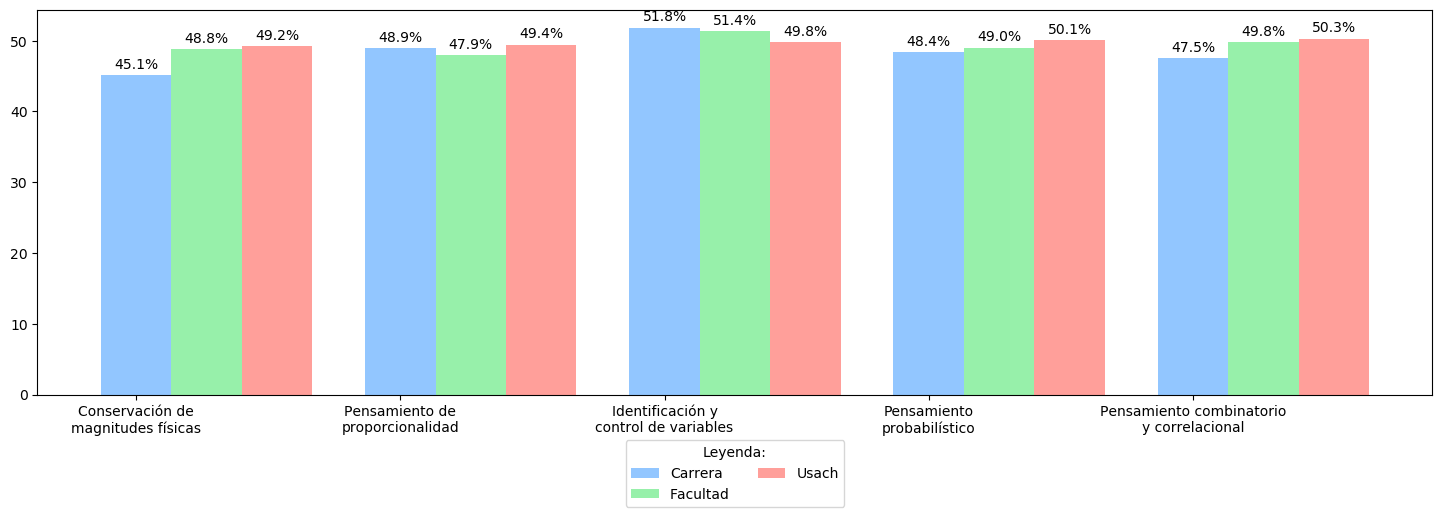 51.8%
51.4%
45.1%
48.8%
49.2%
48.9%
47.9%
49.4%
49.8%
48.4%
49.0%
50.1%
47.5%
49.8%
50.3%
50
40
30
20
10
0
Conservación de
magnitudes físicas
Pensamiento de
proporcionalidad
Identificación y
control de variables
Pensamiento
probabilístico
Pensamiento combinatorio
y correlacional
Leyenda:
Carrera
Facultad
Usach